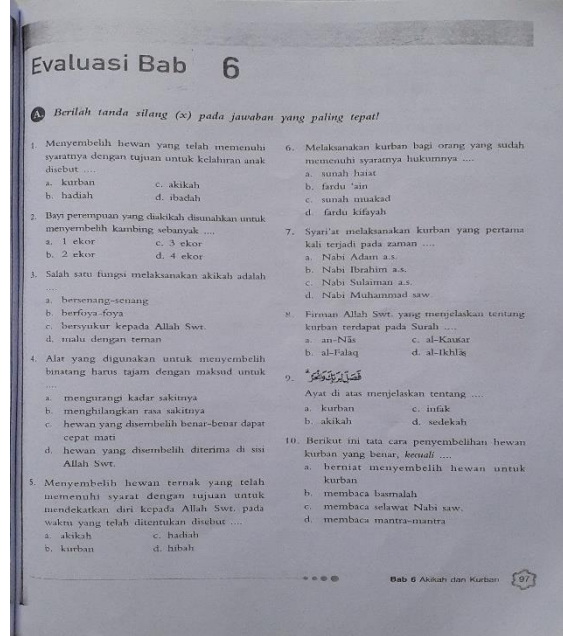 Evaluasi Bab 6
A. Berilah tanda silang (x) pada jawaban yang paling tepat!
1. Menyembelih hewan yang telah memenuhi
syaratnya dengan tujuan untuk kelahiran anak
disebut ....
a. kurban c. akikah
b. hadiah d. ibadah
2. Bayi perempuan yang diakikah disunahkan untuk
menyembelih kambing sebanyak ....
a. 1 ekor c. 3 ekor
b. 2 ekor d. 4 ekor
3. Salah satu fungsi melaksanakan akikah adalah
....
a. bersenang-senang
b. berfoya-foya
c. bersyukur kepada Allah Swt.
d. malu dengan teman
4. Alat yang digunakan untuk menyembelih
binatang harus tajam dengan maksud untuk
....
a. mengurangi kadar sakitnya
b. menghilangkan rasa sakitnya
c. hewan yang disembelih benar-benar dapat
cepat mati
d. hewan yang disembelih diterima di sisi
Allah Swt.
5. Menyembelih hewan ternak yang telah
memenuhi syarat dengan tujuan untuk
mendekatkan diri kepada Allah Swt. pada
waktu yang telah ditentukan disebut ....
a. akikah c. hadiah
b. kurban d. hibah
6. Melaksanakan kurban bagi orang yang sudah
memenuhi syaratnya hukumnya ....
a. sunah haiat
b. fardu 'ain
c. sunah muakad
d. fardu kifayah
7. Syari'at melaksanakan kurban yang pertama
kali terjadi pada zaman ....
a. Nabi Adam a.s.
b. Nabi Ibrahim a.s.
c. Nabi Sulaiman a.s.
d. Nabi Muhammad saw.
8. Firman Allah Swt. yang menjelaskan tentang
kurban terdapat pada Surah ....
a. an-Nās c. al-Kauṡar
b. al-Falaq d. al-Ikhlāṣ
9. فَصَلِّ لِرَبِّكَ وَانْحَرْ
Ayat di atas menjelaskan tentang ....
a. kurban c. infak
b. akikah d. sedekah
10. Berikut ini tata cara penyembelihan hewan
kurban yang benar, kecuali ....
a. berniat menyembelih hewan untuk
kurban
b. membaca basmalah
c. membaca selawat Nabi saw.
d. membaca mantra-mantra
Bab 6 Akikah dan Kurban 97